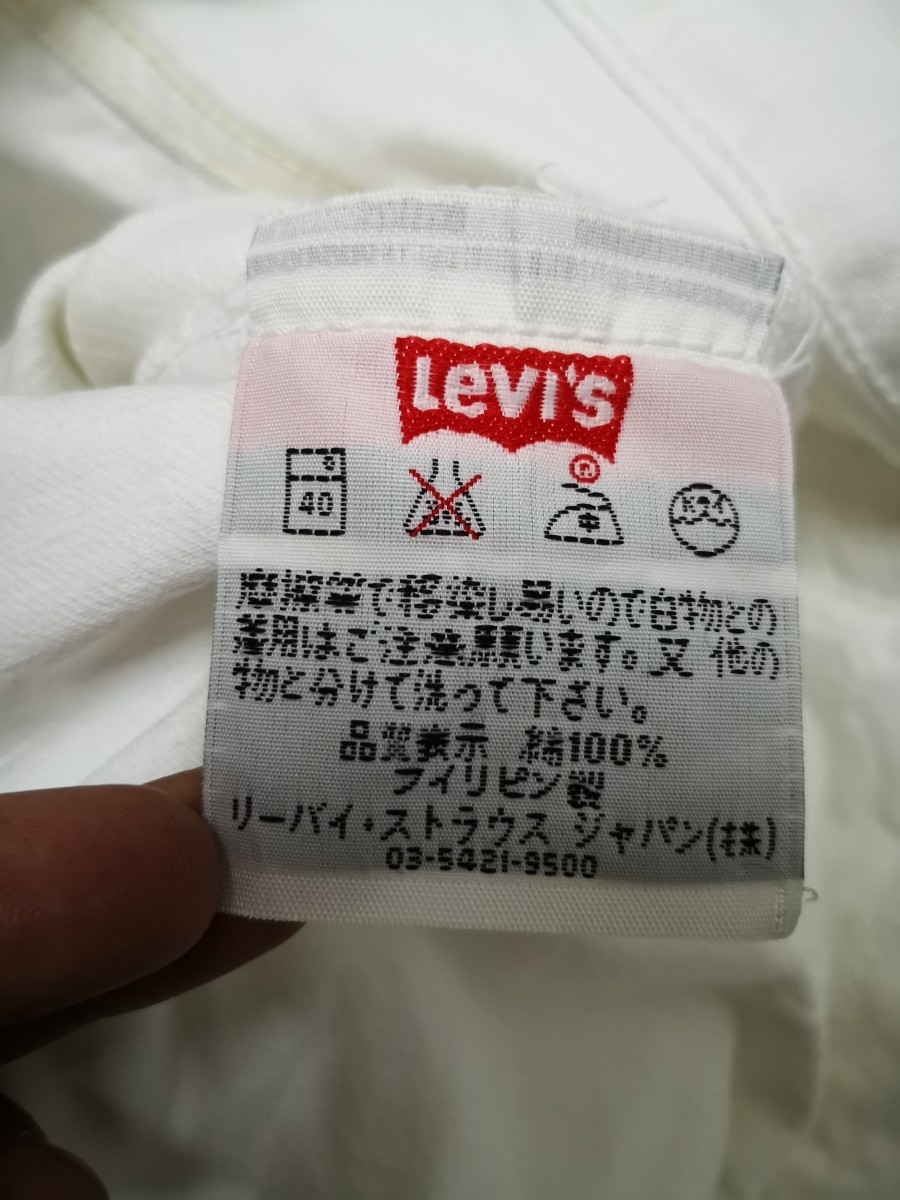 Levi's
®
40
中
摩擦等で移染し易いので白物との
着用はご注意願います。又 他の
物と分けて洗って下さい。
品質表示 綿100%
フィリピン製
リーバイ・ストラウス ジャパン(株)
03-5421-9500